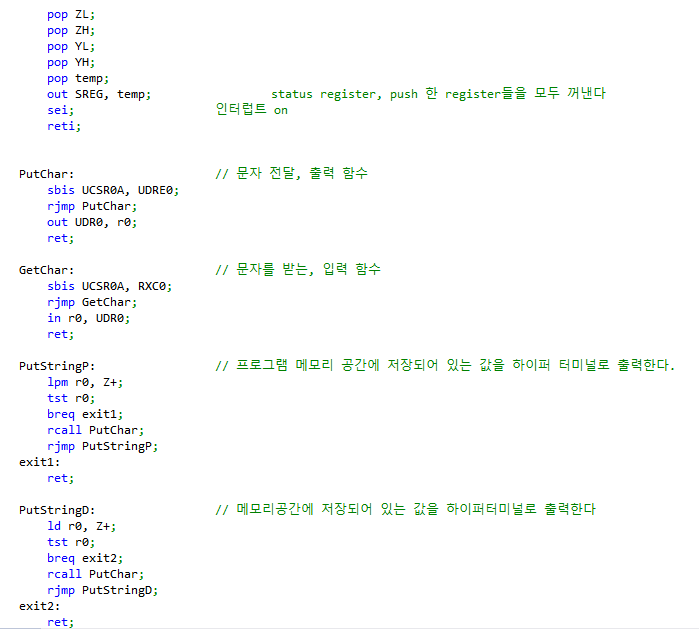 pop ZL;
pop ZH;
pop YL;
pop YH;
pop temp;
out SREG, temp; status register, push 한 register들을 모두 꺼낸다
sei; 인터럽트 on
reti;
PutChar: // 문자 전달, 출력 함수
sbis UCSR0A, UDRE0;
rjmp PutChar;
out UDR0, r0;
ret;
GetChar: // 문자를 받는, 입력 함수
sbis UCSR0A, RXC0;
rjmp GetChar;
in r0, UDR0;
ret;
PutStringP: // 프로그램 메모리 공간에 저장되어 있는 값을 하이퍼 터미널로 출력한다.
lpm r0, Z+;
tst r0;
breq exit1;
rcall PutChar;
rjmp PutStringP;
exit1:
ret;
PutStringD: // 메모리공간에 저장되어 있는 값을 하이퍼터미널로 출력한다
ld r0, Z+;
tst r0;
breq exit2;
rcall PutChar;
rjmp PutStringD;
exit2:
ret;